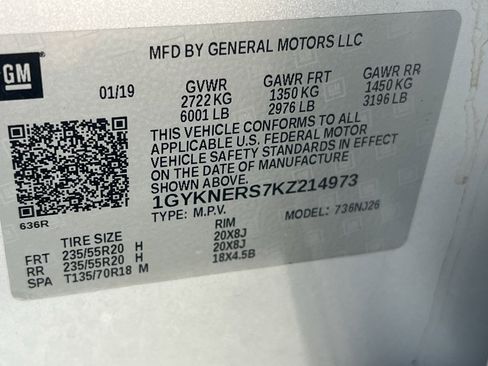 GM
MFD BY GENERAL MOTORS LLC
01/19 GVWR GAWR FRT GAWR RR
2722 KG 1350 KG 1450 KG
6001 LB 2976 LB 3196 LB
THIS VEHICLE CONFORMS TO ALL
APPLICABLE U.S. FEDERAL MOTOR
VEHICLE SAFETY STANDARDS IN EFFECT
ON THE DATE OF MANUFACTURE
SHOWN ABOVE.
1GYKNERS7KZ214973
636R
TYPE: M.P.V. MODEL: 736NJ26
TIRE SIZE RIM
FRT 235/55R20 H 20X8J
RR 235/55R20 H 20X8J
SPA T135/70R18 M 18X4.5B